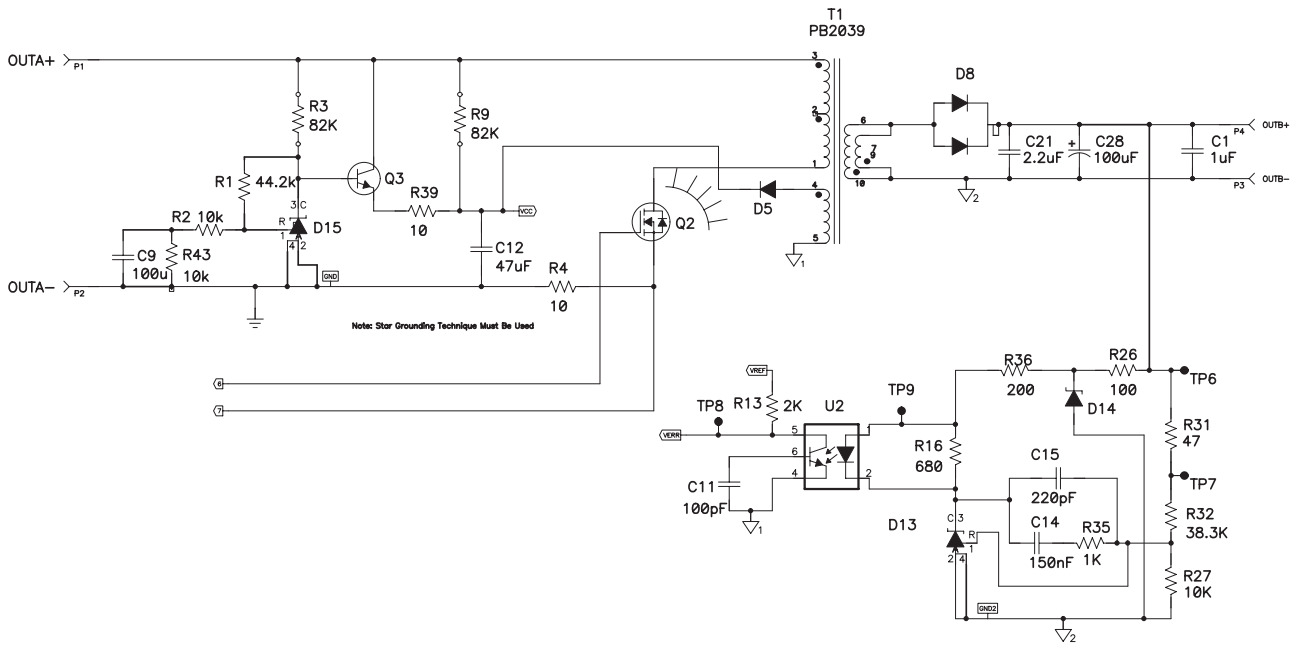 T1
PB2039
OUTA+
P1
3
R3
82K
R9
82K
2
D8
6
7
9
10
P4
OUTB+
C21
2.2uF
+
C28
100uF
C1
1uF
P3
OUTB-
2
R1
44.2k
Q3
R39
10
VCC
1
4
D5
5
1
Q2
R2 10k
3
C
R
1
D15
4
2
C9
100u
R43
10k
C12
47uF
R4
10
GND
OUTA-
P2
Note: Star Grounding Technique Must Be Used
6
7
VREF
R13
2K
TP8
VERR
U2
5
6
4
1
2
TP9
C11
100pF
1
R36
200
R26
100
TP6
D14
R31
47
R16
680
TP7
C15
220pF
C14
150nF
R35
1K
R32
38.3K
D13
C
3
R
1
2
4
R27
10K
GND2
2